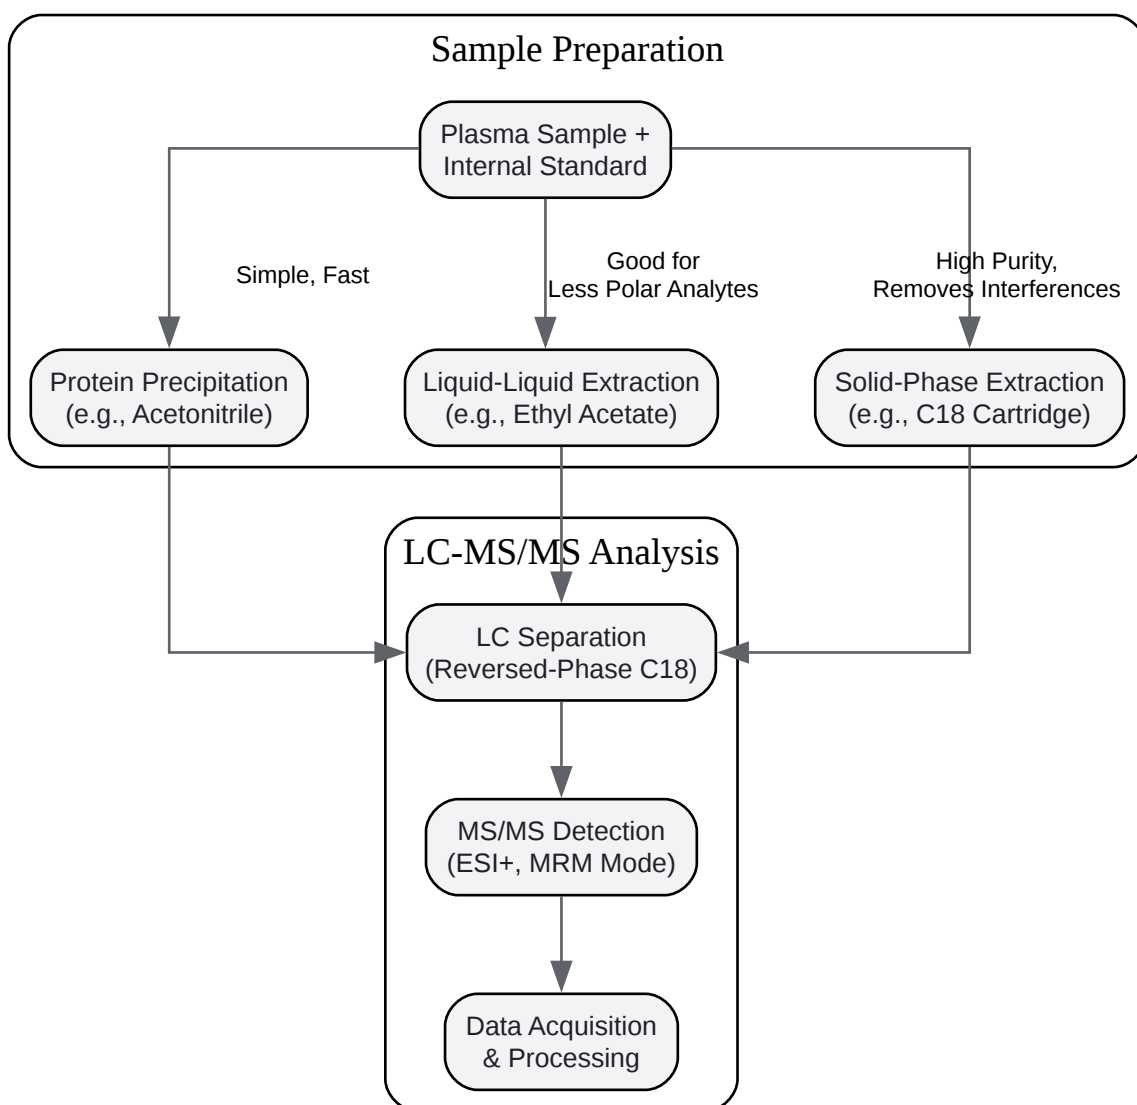 Sample Preparation
Plasma Sample +
Internal Standard
Simple, Fast
Good for
Less Polar Analytes
High Purity,
Removes Interferences
Protein Precipitation
(e.g., Acetonitrile)
Liquid-Liquid Extraction
(e.g., Ethyl Acetate)
Solid-Phase Extraction
(e.g., C18 Cartridge)
LC-MS/MS Analysis
LC Separation
(Reversed-Phase C18)
MS/MS Detection
(ESI+, MRM Mode)
Data Acquisition
& Processing